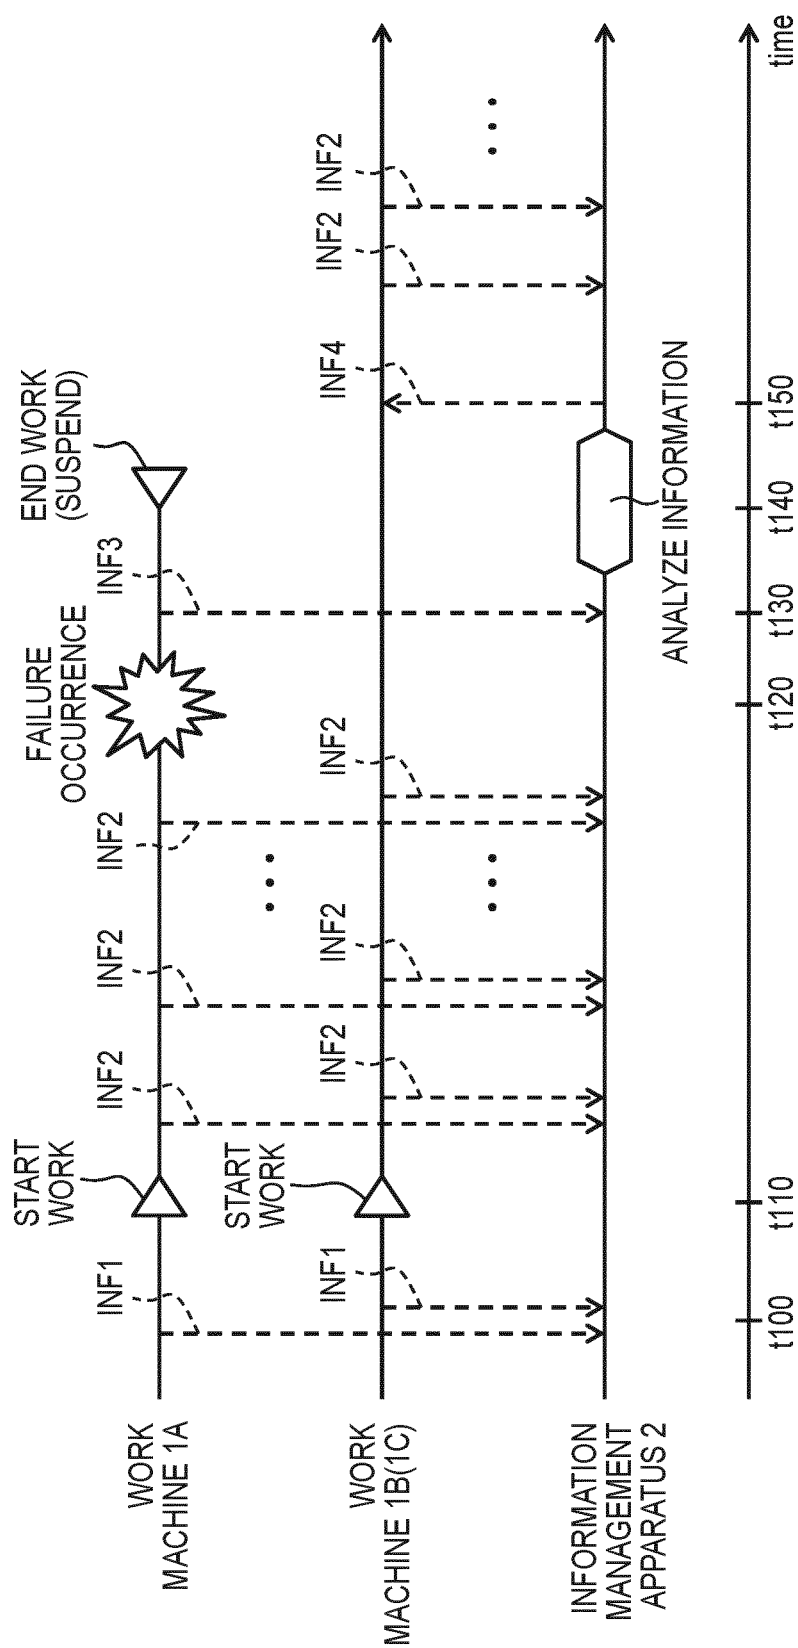 WORK
MACHINE 1A
INF1
START
WORK
INF2
INF2
INF2
FAILURE
OCCURRENCE
INF3
END WORK
(SUSPEND)
WORK
MACHINE 1B(1C)
INF1
START
WORK
INF2
INF2
INF2
INF4
INF2
INF2
INFORMATION
MANAGEMENT
APPARATUS 2
ANALYZE INFORMATION
t100
t110
t120
t130
t140
t150
time